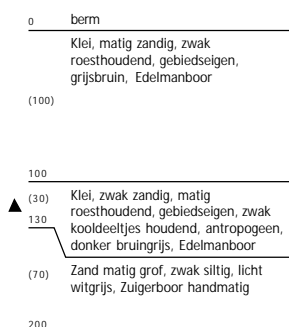 0 berm
Klei, matig zandig, zwak
roesthoudend, gebiedseigen,
grijsbruin, Edelmanboor
(100)
100
(30) Klei, zwak zandig, matig
roesthoudend, gebiedseigen, zwak
130 kooldeeltjes houdend, antropogeen,
donker bruingrijs, Edelmanboor
(70) Zand matig grof, zwak siltig, licht
witgrijs, Zuigerboor handmatig
200